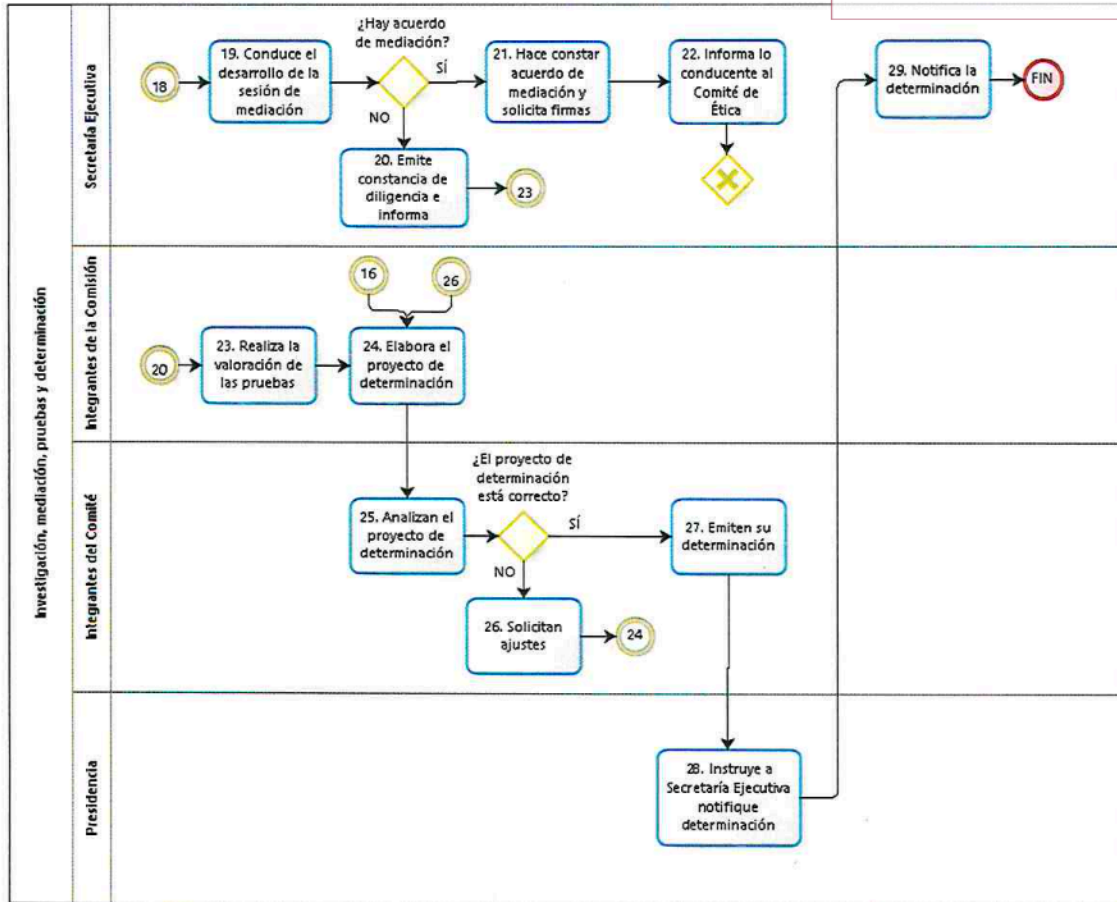 Investigación, mediación, pruebas y determinación
Secretaría Ejecutiva
18
19. Conduce el
desarrollo de la
sesión de
mediación
¿Hay acuerdo
de mediación?
SÍ
NO
20. Emite
constancia de
diligencia e
informa
23
21. Hace constar
acuerdo de
mediación y
solicita firmas
22. Informa lo
conducente al
Comité de
Ética
29. Notifica la
determinación
FIN
Integrantes de la Comisión
16
26
20
23. Realiza la
valoración de
las pruebas
24. Elabora el
proyecto de
determinación
Integrantes del Comité
25. Analizan el
proyecto de
determinación
¿El proyecto de
determinación
está correcto?
SÍ
NO
26. Solicitan
ajustes
24
27. Emiten su
determinación
Presidencia
28. Instruye a
Secretaría Ejecutiva
notifique
determinación